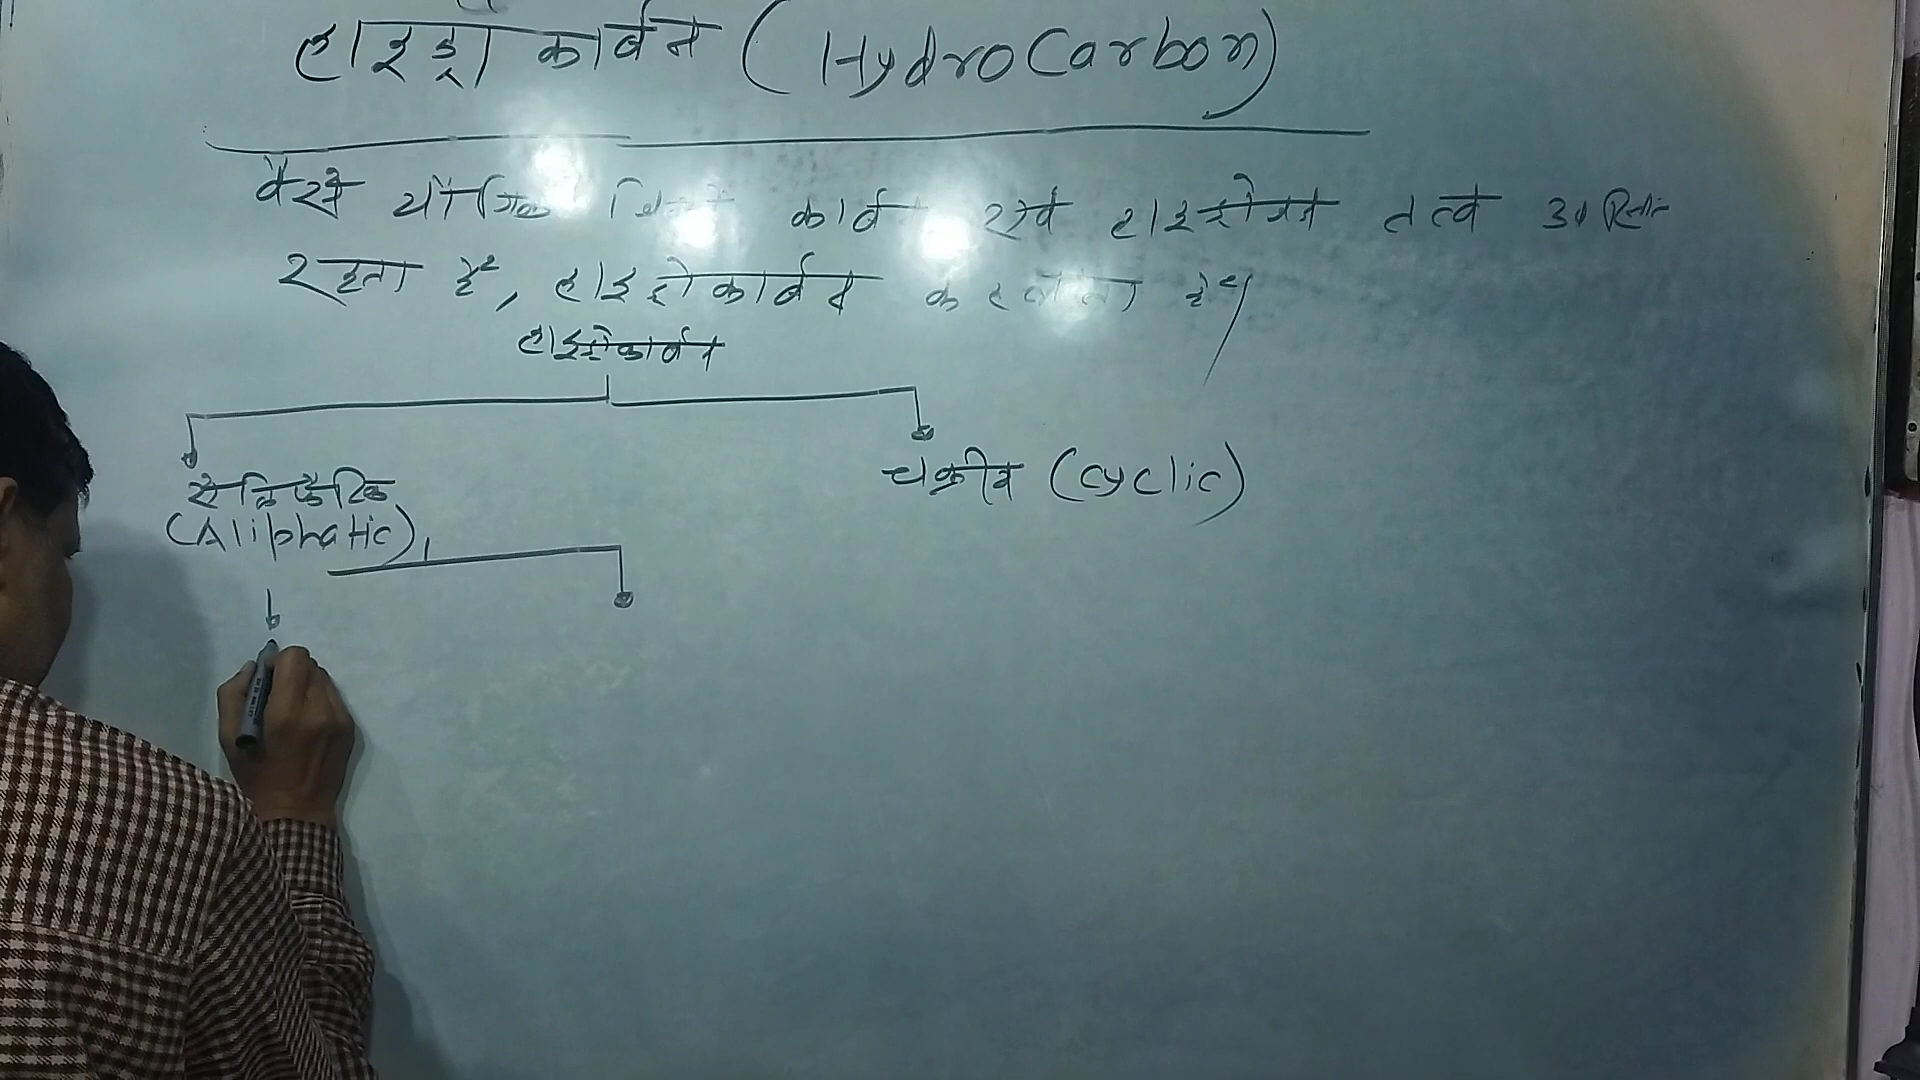 हाइड्रा कार्बन (HydroCarbon)
वैसे यौगिक जिसमें कार्बन एवं हाइड्रोजन तत्व
रहता है, हाइड्रोकार्बन कहलाता है।
हाइड्रोकार्बन
ऐलिफैटिक
(Aliphatic)
चक्रीय (Cyclic)